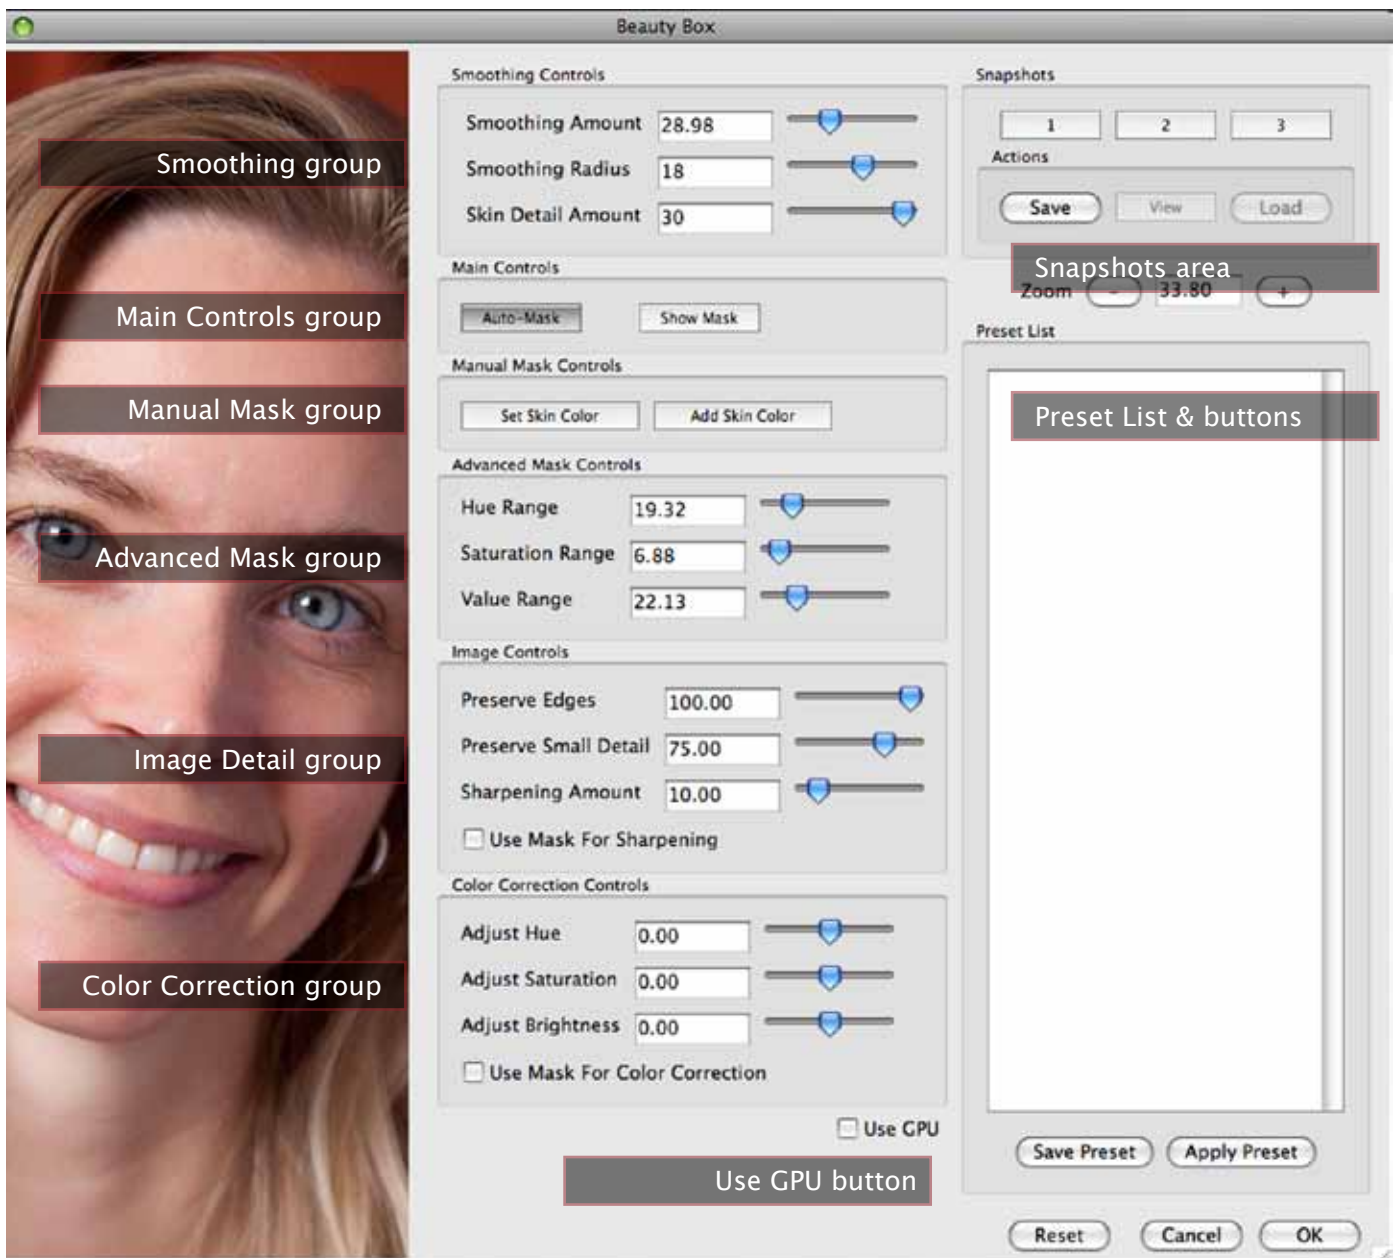 Beauty Box
Smoothing group
Main Controls group
Manual Mask group
Advanced Mask group
Image Detail group
Color Correction group
Smoothing Controls
Smoothing Amount 28.98
Smoothing Radius 18
Skin Detail Amount 30
Main Controls
Auto-Mask Show Mask
Manual Mask Controls
Set Skin Color Add Skin Color
Advanced Mask Controls
Hue Range 19.32
Saturation Range 6.88
Value Range 22.13
Image Controls
Preserve Edges 100.00
Preserve Small Detail 75.00
Sharpening Amount 10.00
Use Mask For Sharpening
Color Correction Controls
Adjust Hue 0.00
Adjust Saturation 0.00
Adjust Brightness 0.00
Use Mask For Color Correction
Use GPU
Use GPU button
Snapshots
1 2 3
Actions
Save View Load
Snapshots area
Zoom - 33.80 +
Preset List
Preset List & buttons
Save Preset Apply Preset
Reset Cancel OK